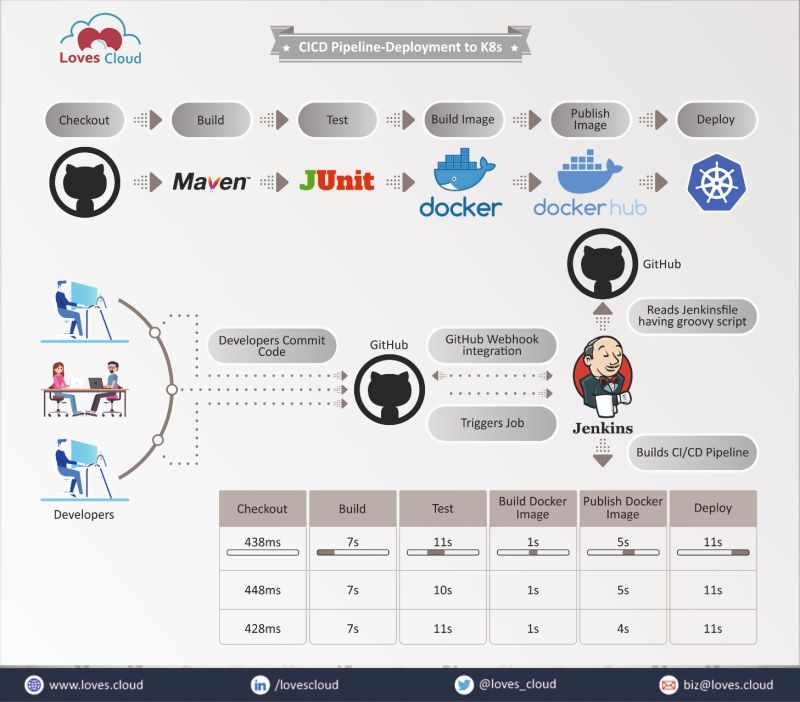 Loves Cloud
CICD Pipeline-Deployment to K8s
Checkout
Build
Test
Build Image
Publish
Image
Deploy
Maven™
JUnit
docker
docker hub
GitHub
Reads Jenkinsfile
having groovy script
Developers Commit
Code
GitHub
GitHub Webhook
integration
Triggers Job
Jenkins
Builds CI/CD Pipeline
Developers
Checkout
Build
Test
Build Docker
Image
Publish Docker
Image
Deploy
438ms 7s 11s 1s 5s 11s
448ms 7s 10s 1s 5s 11s
428ms 7s 11s 1s 4s 11s
www.loves.cloud
in /lovescloud
@loves_cloud
biz@loves.cloud